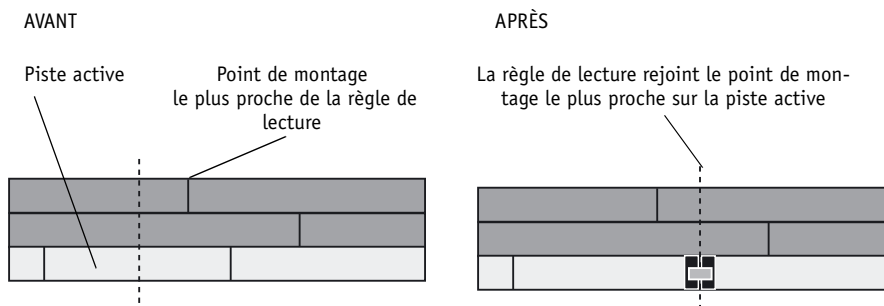 AVANT
Piste active
Point de montage
le plus proche de la règle de
lecture
APRÈS
La règle de lecture rejoint le point de mon-
tage le plus proche sur la piste active